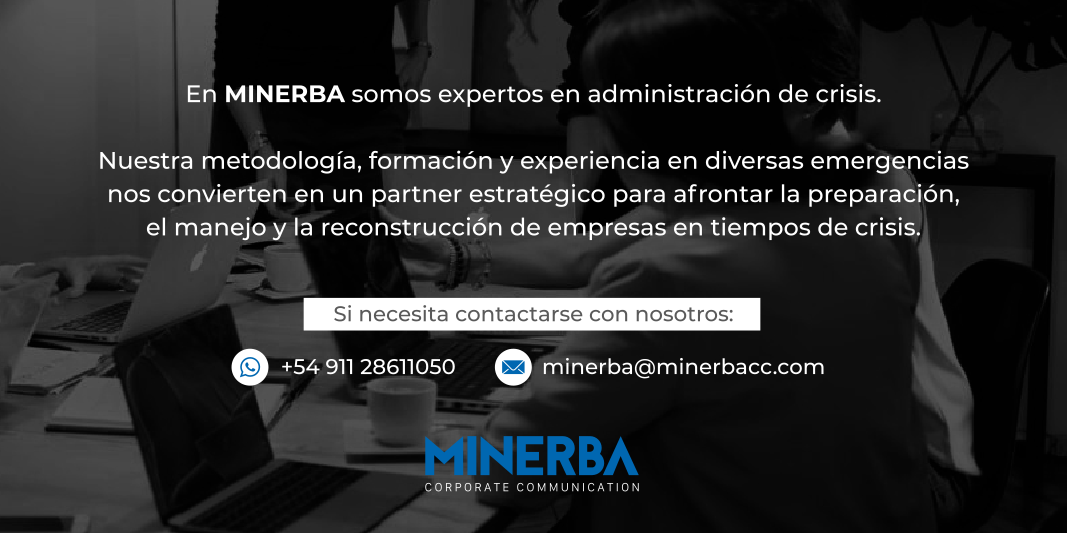 En MINERBA somos expertos en administración de crisis.
Nuestra metodología, formación y experiencia en diversas emergencias
nos convierten en un partner estratégico para afrontar la preparación,
el manejo y la reconstrucción de empresas en tiempos de crisis.
Si necesita contactarse con nosotros:
+54 911 28611050
minerba@minerbacc.com
MINERBA
CORPORATE COMMUNICATION